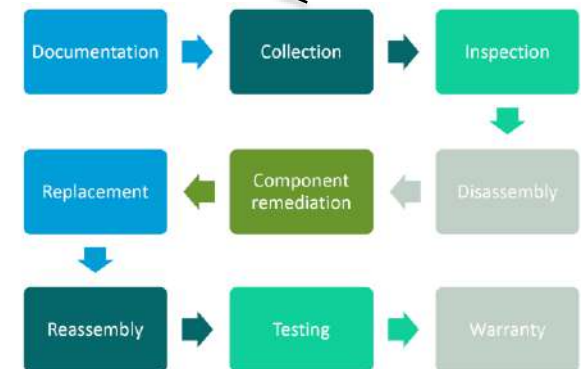 Documentation
Collection
Inspection
Disassembly
Component
remediation
Replacement
Reassembly
Testing
Warranty